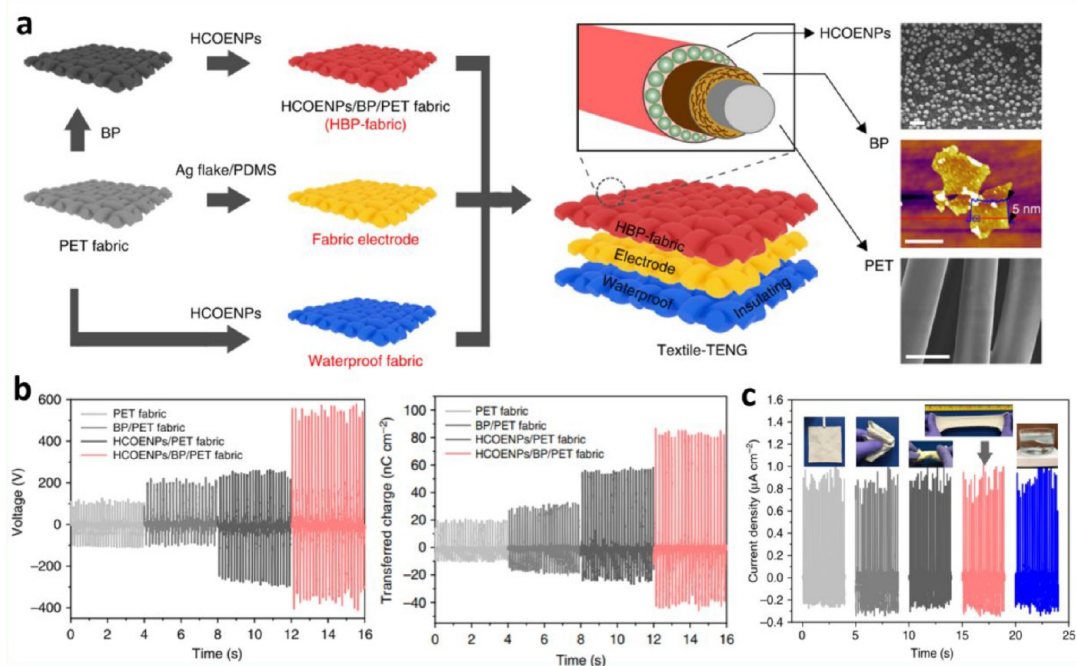 a
HCOENPs
HCOENPs/BP/PET fabric
(HBP-fabric)
BP
Ag flake/PDMS
PET fabric
Fabric electrode
HCOENPs
Waterproof fabric
HBP-fabric
Electrode
Waterproof
Insulating
Textile-TENG
HCOENPs
BP
5 nm
PET
b
PET fabric
BP/PET fabric
HCOENPs/PET fabric
HCOENPs/BP/PET fabric
Voltage (V)
600
400
200
0
−200
−400
0 2 4 6 8 10 12 14 16
Time (s)
PET fabric
BP/PET fabric
HCOENPs/PET fabric
HCOENPs/BP/PET fabric
Transferred charge (nC cm⁻²)
100
80
60
40
20
0
−20
−40
0 2 4 6 8 10 12 14 16
Time (s)
c
Current density (µA cm⁻²)
1.6
1.4
1.2
1.0
0.8
0.6
0.4
0.2
0.0
−0.2
−0.4
0 5 10 15 20 25
Time (s)